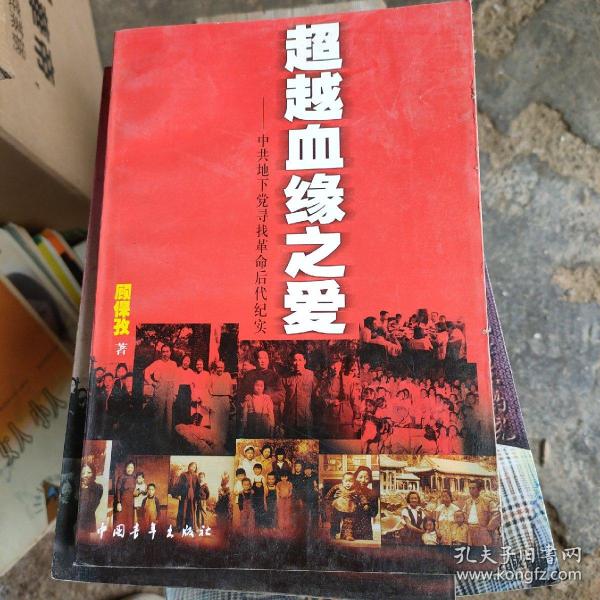 超越血缘之爱
——中共地下党寻找革命后代纪实
顾保孜
著
中国青年出版社
孔夫子旧书网
www.kongfz.com